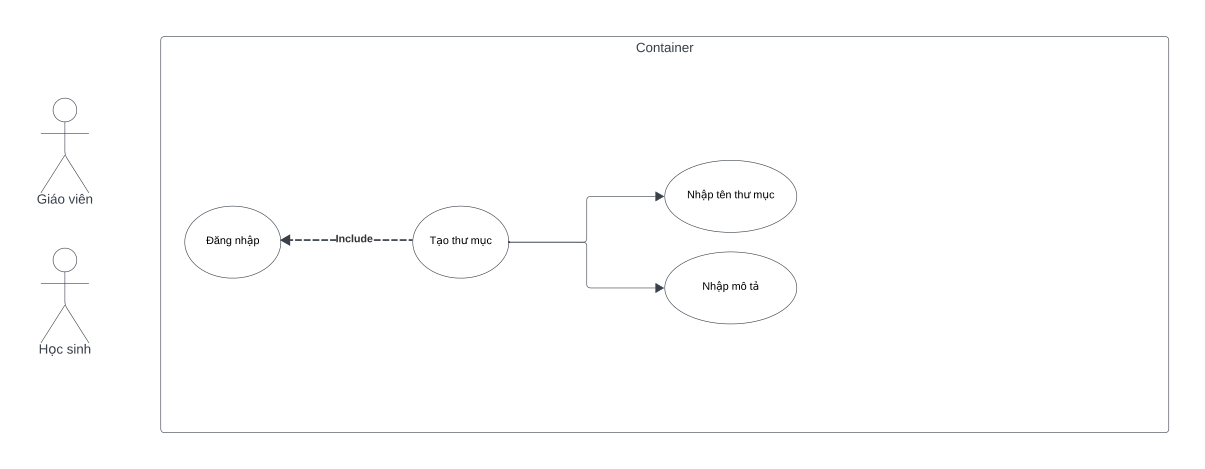 Container
Giáo viên
Học sinh
Đăng nhập
Include
Tạo thư mục
Nhập tên thư mục
Nhập mô tả